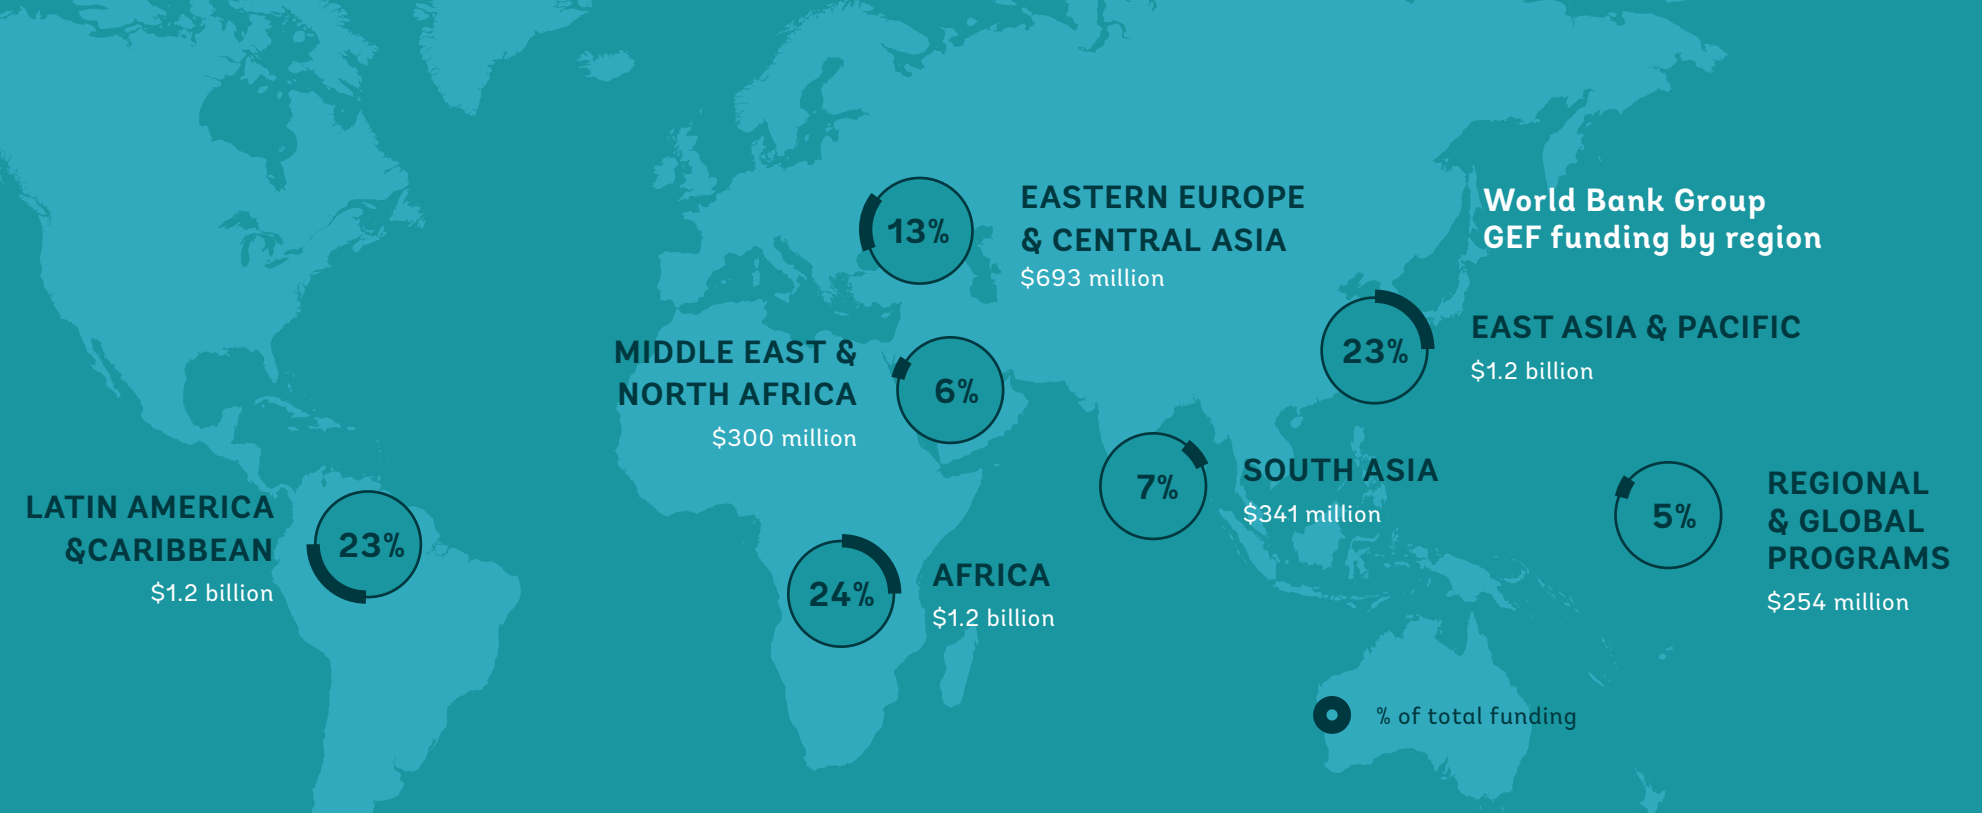 World Bank Group
GEF funding by region
13%
EASTERN EUROPE
& CENTRAL ASIA
$693 million
MIDDLE EAST &
NORTH AFRICA
$300 million
6%
23%
EAST ASIA & PACIFIC
$1.2 billion
7%
SOUTH ASIA
$341 million
LATIN AMERICA
&CARIBBEAN
$1.2 billion
23%
24%
AFRICA
$1.2 billion
5%
REGIONAL
& GLOBAL
PROGRAMS
$254 million
% of total funding